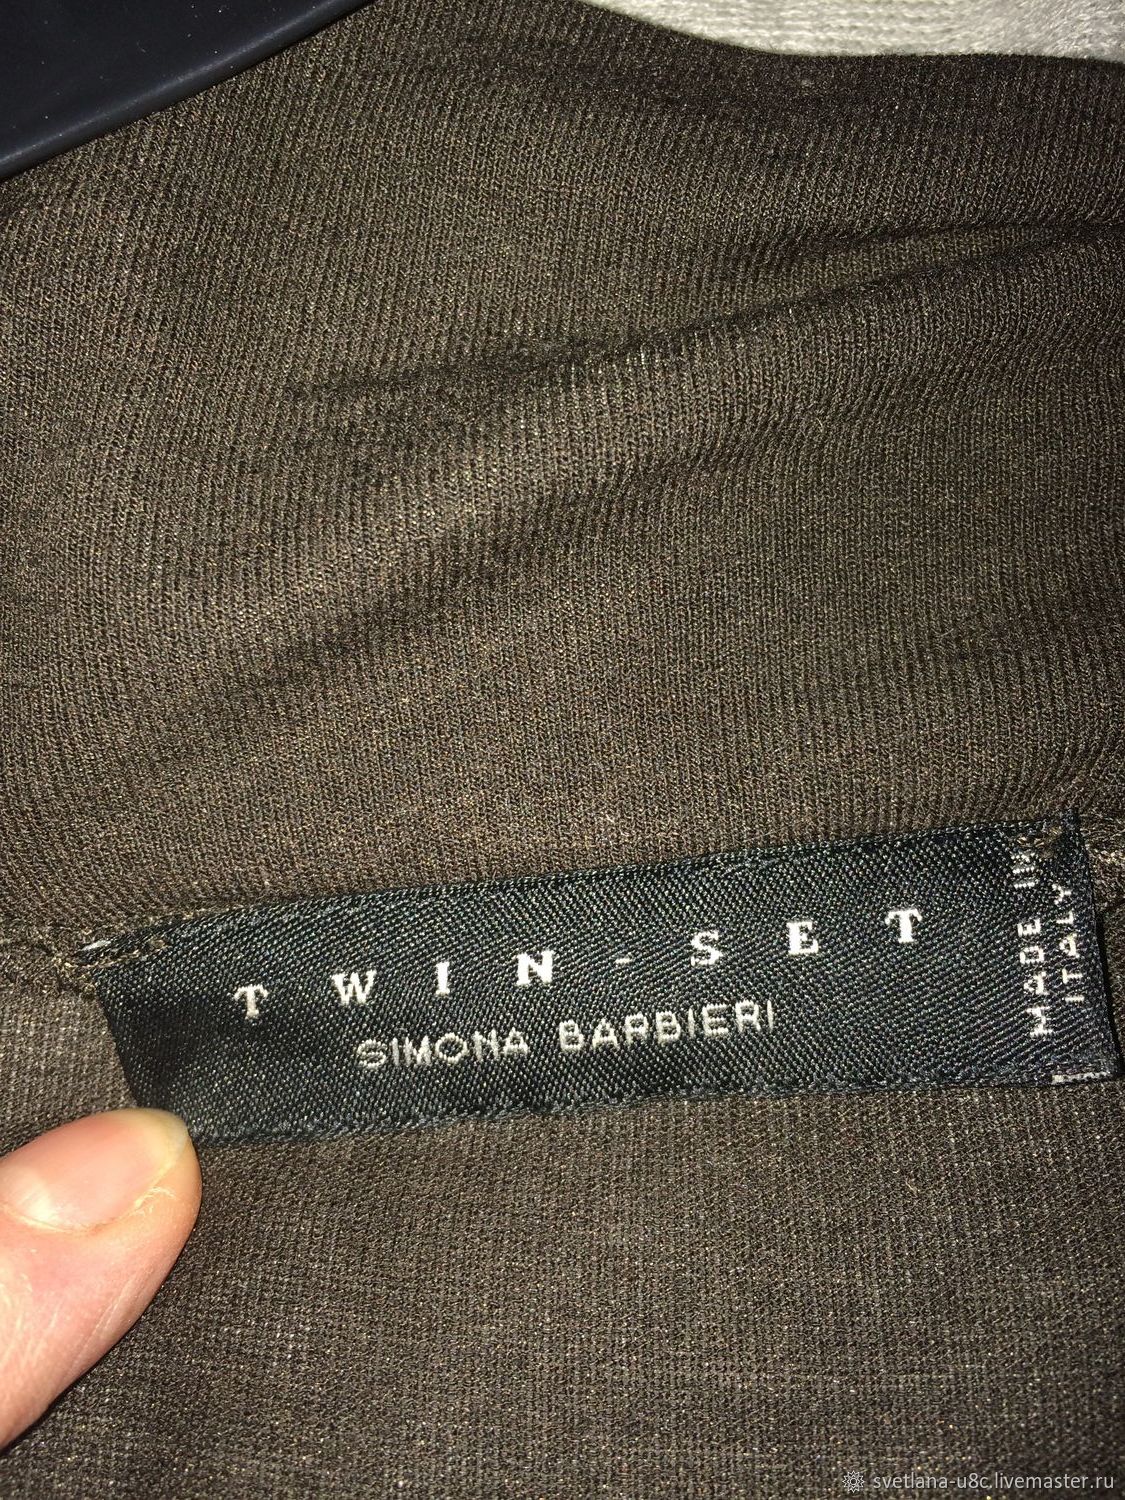 TWIN-SET
SIMONA BARBIERI
MADE IN
ITALY
L
svetlana-u8c.livemaster.ru